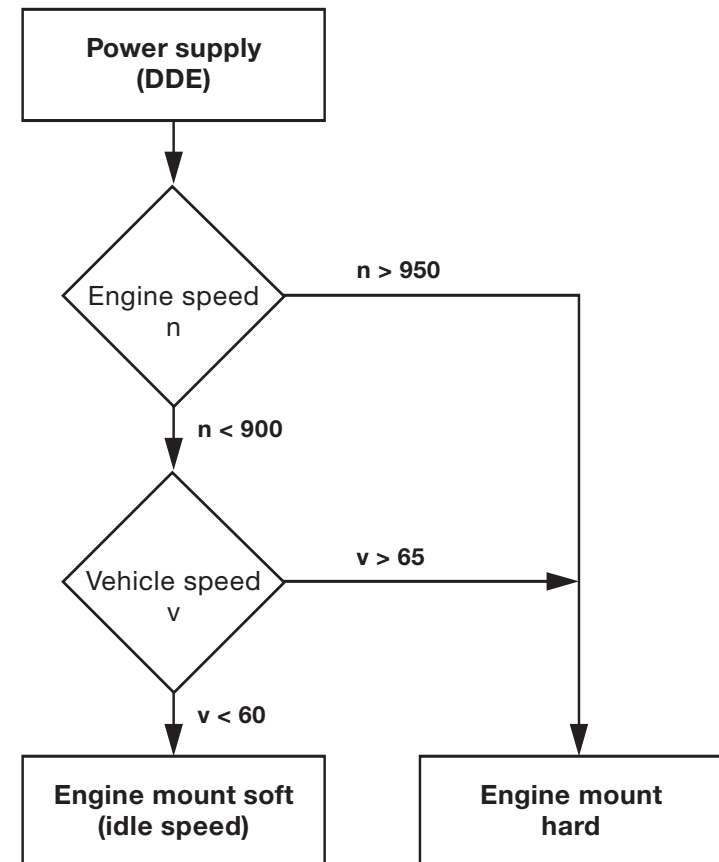 Power supply
(DDE)
Engine speed
n
n > 950
n < 900
Vehicle speed
v
v > 65
v < 60
Engine mount soft
(idle speed)
Engine mount
hard